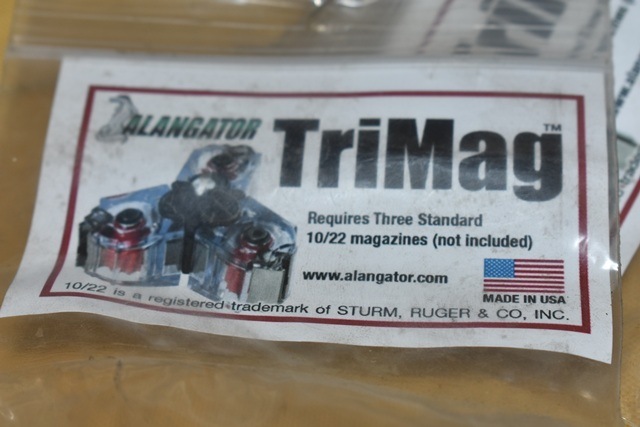 ALANGATOR
TriMag™
Requires Three Standard
10/22 magazines (not included)
www.alangator.com
MADE IN USA
10/22 is a registered trademark of STURM, RUGER & CO, INC.